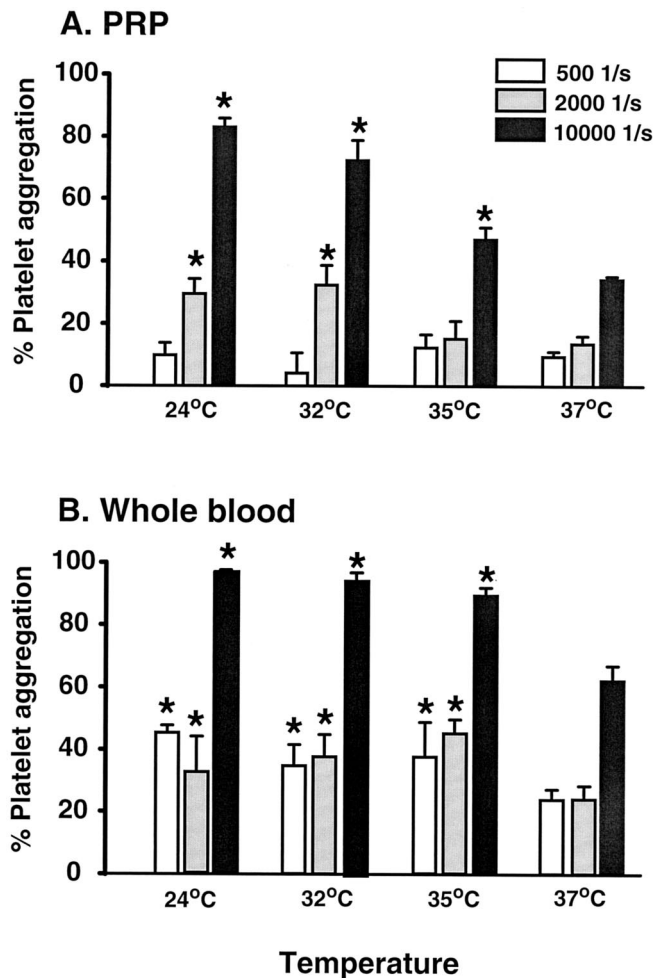 A. PRP
100
80
60
40
20
0
% Platelet aggregation
500 1/s
2000 1/s
10000 1/s
* * * * *
24°C 32°C 35°C 37°C
B. Whole blood
100
80
60
40
20
0
% Platelet aggregation
* * * * * * * * *
24°C 32°C 35°C 37°C
Temperature